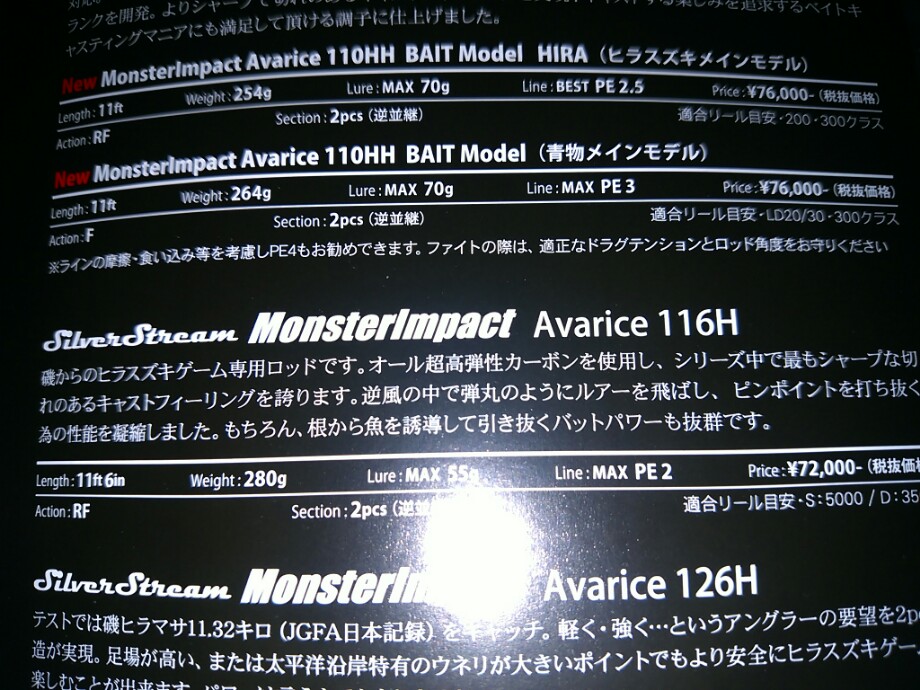 ランクを開発。よりシャープで
ャスティングマニアにも満足して頂ける調子に仕上げました。
New MonsterImpact Avarice 110HH BAIT Model HIRA（ヒラスズキメインモデル）
Length : 11ft Weight : 254g Lure : MAX 70g Line : BEST PE 2.5 Price : ¥76,000-（税抜価格）
Action : RF Section : 2pcs（逆並継） 適合リール目安・200・300クラス
New MonsterImpact Avarice 110HH BAIT Model（青物メインモデル）
Length : 11ft Weight : 264g Lure : MAX 70g Line : MAX PE 3 Price : ¥76,000-（税抜価格）
Action : F Section : 2pcs（逆並継） 適合リール目安・LD20/30・300クラス
※ラインの摩擦・食い込み等を考慮しPE4もお勧めできます。ファイトの際は、適正なドラグテンションとロッド角度をお守りください
SilverStream MonsterImpact Avarice 116H
磯からのヒラスズキゲーム専用ロッドです。オール超高弾性カーボンを使用し、シリーズ中で最もシャープな切
れのあるキャストフィーリングを誇ります。逆風の中で弾丸のようにルアーを飛ばし、ピンポイントを打ち抜く
為の性能を凝縮しました。もちろん、根から魚を誘導して引き抜くバットパワーも抜群です。
Length : 11ft 6in Weight : 280g Lure : MAX 55g Line : MAX PE 2 Price : ¥72,000-（税抜価
Action : RF Section : 2pcs（逆並 適合リール目安・S : 5000 / D : 35
SilverStream MonsterIm Avarice 126H
テストでは磯ヒラマサ11.32キロ（JGFA日本記録）をキャッチ。軽く・強く…というアングラーの要望を2p
造が実現。足場が高い、または太平洋沿岸特有のウネリが大きいポイントでもより安全にヒラスズキゲー
楽しむことが出来ます。